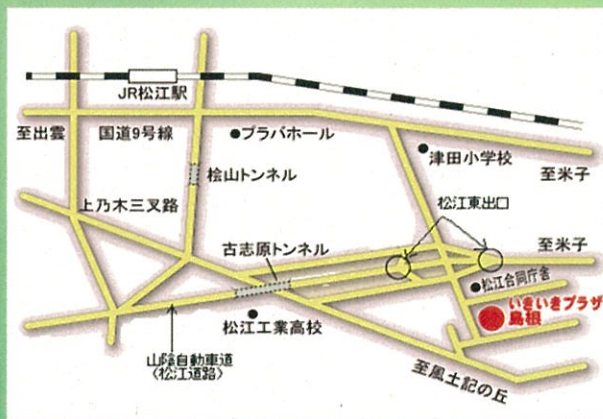 JR松江駅
至出雲
国道9号線
●プラバホール
津田小学校
至米子
桧山トンネル
上乃木三叉路
松江東出口
古志原トンネル
至米子
松江合同庁舎
いきいきプラザ
島根
松江工業高校
山陰自動車道
〈松江道路〉
至風土記の丘